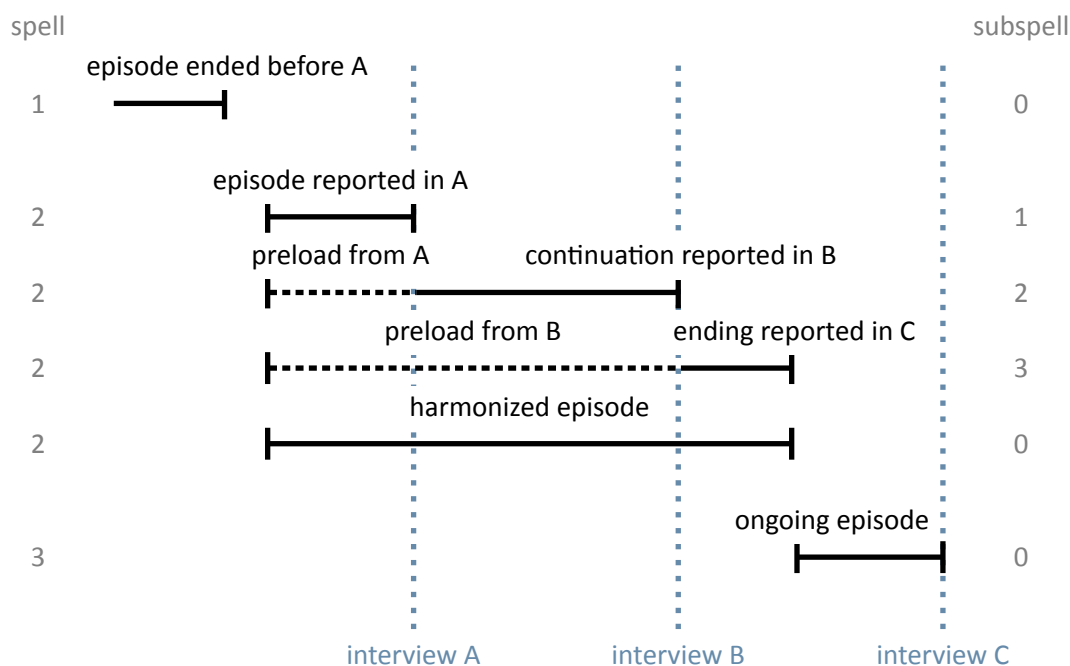 spell subspell
episode ended before A
1 0
episode reported in A
2 1
preload from A continuation reported in B
2 2
preload from B ending reported in C
2 3
harmonized episode
2 0
ongoing episode
3 0
interview A interview B interview C